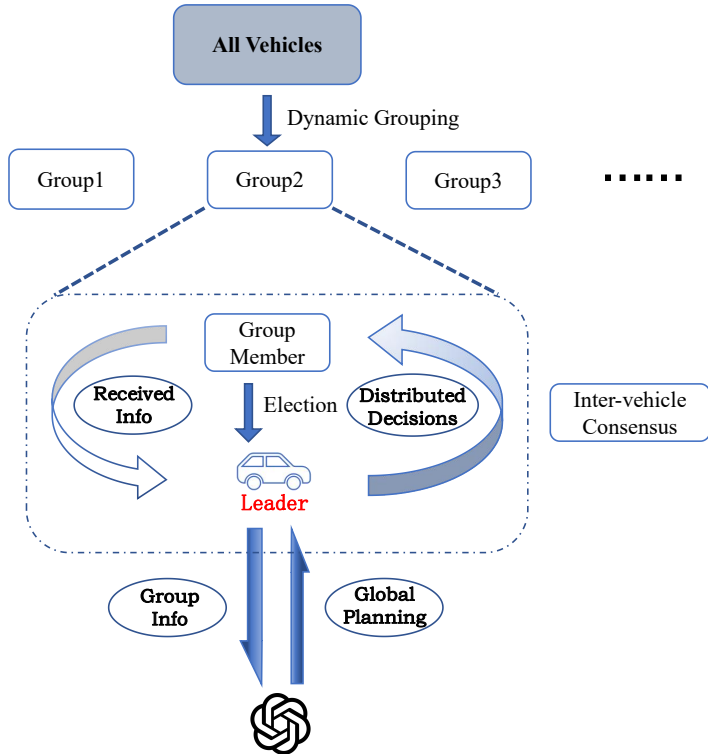 All Vehicles
Dynamic Grouping
Group1
Group2
Group3
......
Group
Member
Received
Info
Election
Distributed
Decisions
Inter-vehicle
Consensus
Leader
Group
Info
Global
Planning